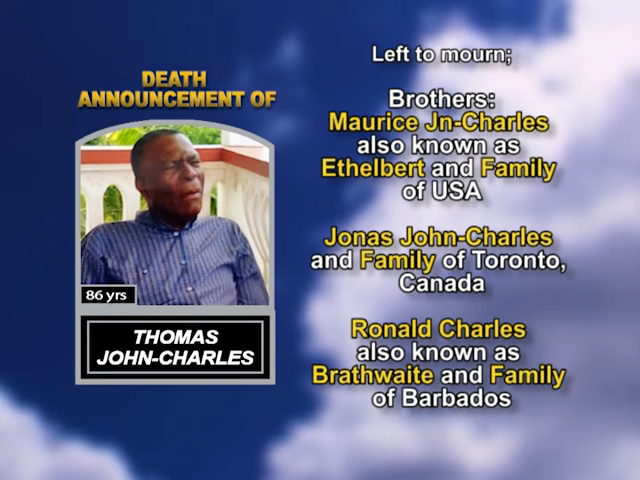 DEATH
ANNOUNCEMENT OF
86 yrs
THOMAS
JOHN-CHARLES
Left to mourn;
Brothers:
Maurice Jn-Charles
also known as
Ethelbert and Family
of USA
Jonas John-Charles
and Family of Toronto,
Canada
Ronald Charles
also known as
Brathwaite and Family
of Barbados